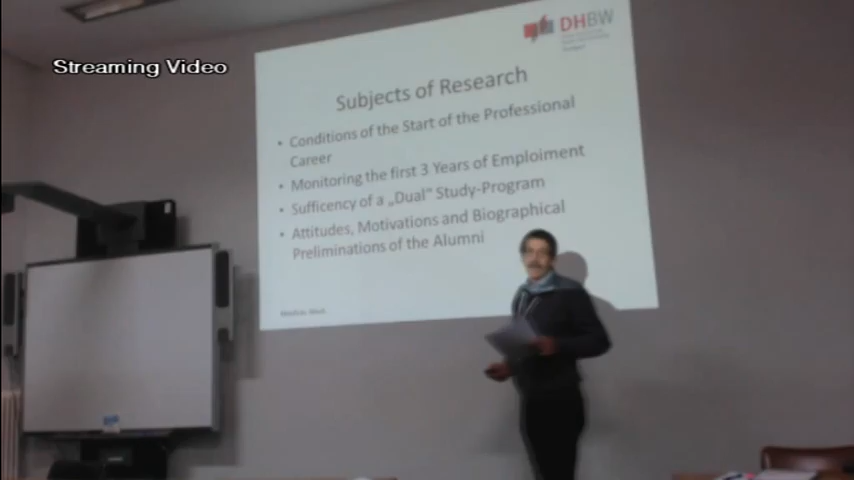 Streaming Video
DHBW
Subjects of Research
• Conditions of the Start of the Professional
Career
• Monitoring the first 3 Years of Emploiment
• Sufficency of a „Dual“ Study-Program
• Attitudes, Motivations and Biographical
Preliminations of the Alumni